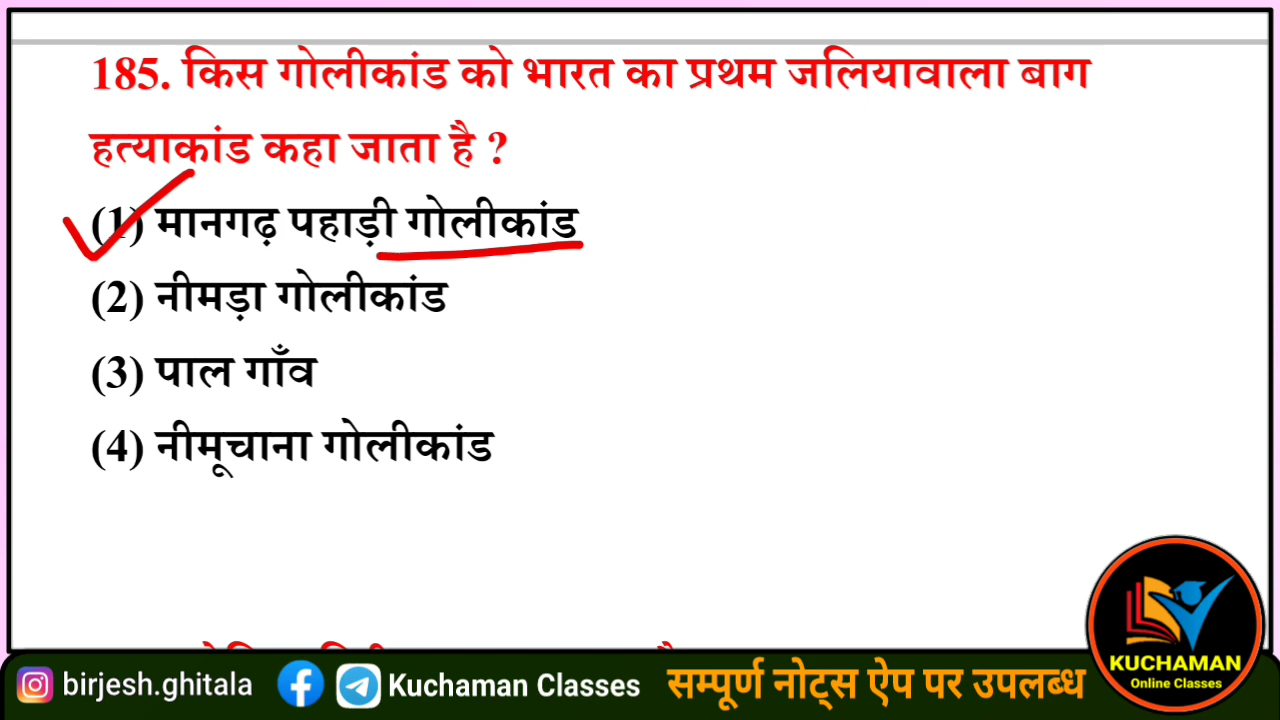 185. किस गोलीकांड को भारत का प्रथम जलियावाला बाग
हत्याकांड कहा जाता है ?
(1) मानगढ़ पहाड़ी गोलीकांड
(2) नीमड़ा गोलीकांड
(3) पाल गाँव
(4) नीमूचाना गोलीकांड
KUCHAMAN
Online Classes
birjesh.ghitala
Kuchaman Classes
सम्पूर्ण नोट्स ऐप पर उपलब्ध